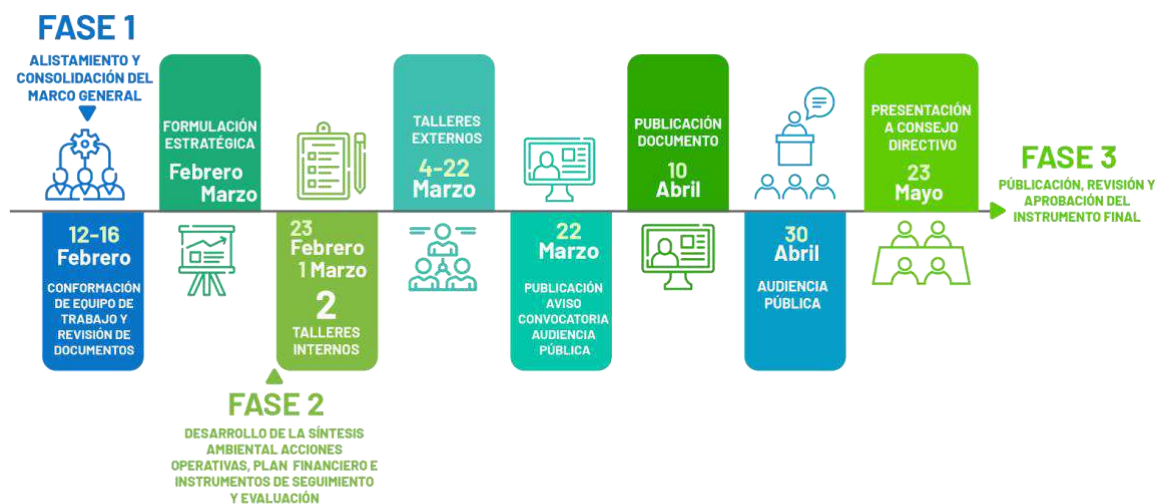 FASE 1
ALISTAMIENTO Y
CONSOLIDACIÓN DEL
MARCO GENERAL
12-16
Febrero
CONFORMACIÓN
DE EQUIPO DE
TRABAJO Y
REVISIÓN DE
DOCUMENTOS
FORMULACIÓN
ESTRATÉGICA
Febrero
Marzo
23
Febrero
1 Marzo
2
TALLERES
INTERNOS
FASE 2
DESARROLLO DE LA SÍNTESIS
AMBIENTAL ACCIONES
OPERATIVAS, PLAN FINANCIERO E
INSTRUMENTOS DE SEGUIMIENTO
Y EVALUACIÓN
TALLERES
EXTERNOS
4-22
Marzo
22
Marzo
PUBLICACIÓN
AVISO
CONVOCATORIA
AUDIENCIA
PÚBLICA
PUBLICACIÓN
DOCUMENTO
10
Abril
30
Abril
AUDIENCIA
PÚBLICA
PRESENTACIÓN
A CONSEJO
DIRECTIVO
23
Mayo
FASE 3
PÚBLICACIÓN, REVISIÓN Y
APROBACIÓN DEL
INSTRUMENTO FINAL